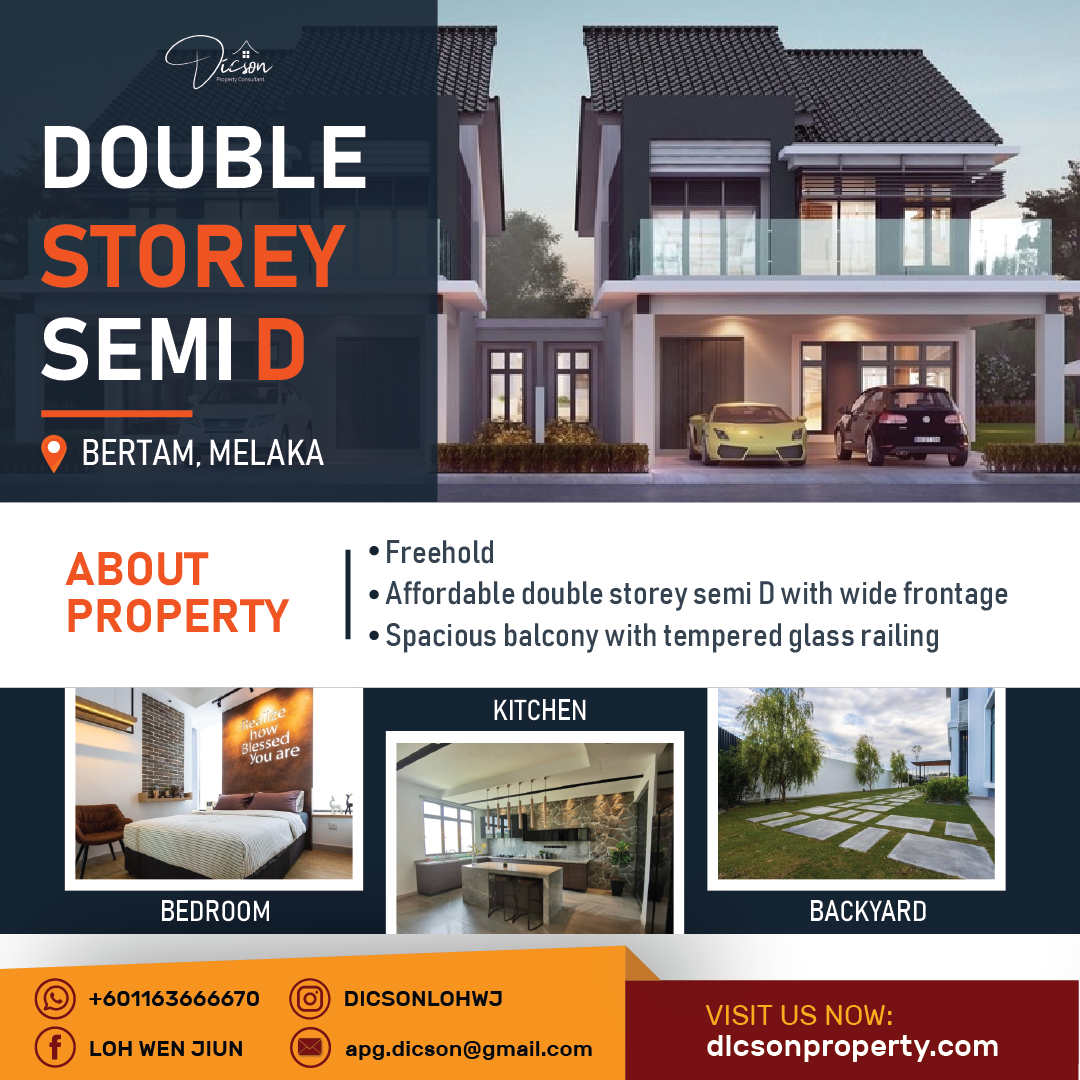 Dicson
Property Consultant
DOUBLE
STOREY
SEMI D
BERTAM, MELAKA
ABOUT
PROPERTY
• Freehold
• Affordable double storey semi D with wide frontage
• Spacious balcony with tempered glass railing
Realize
how
Blessed
You are
KITCHEN
BEDROOM
BACKYARD
+601163666670
DICSONLOHWJ
LOH WEN JIUN
apg.dicson@gmail.com
VISIT US NOW:
dIcsonproperty.com